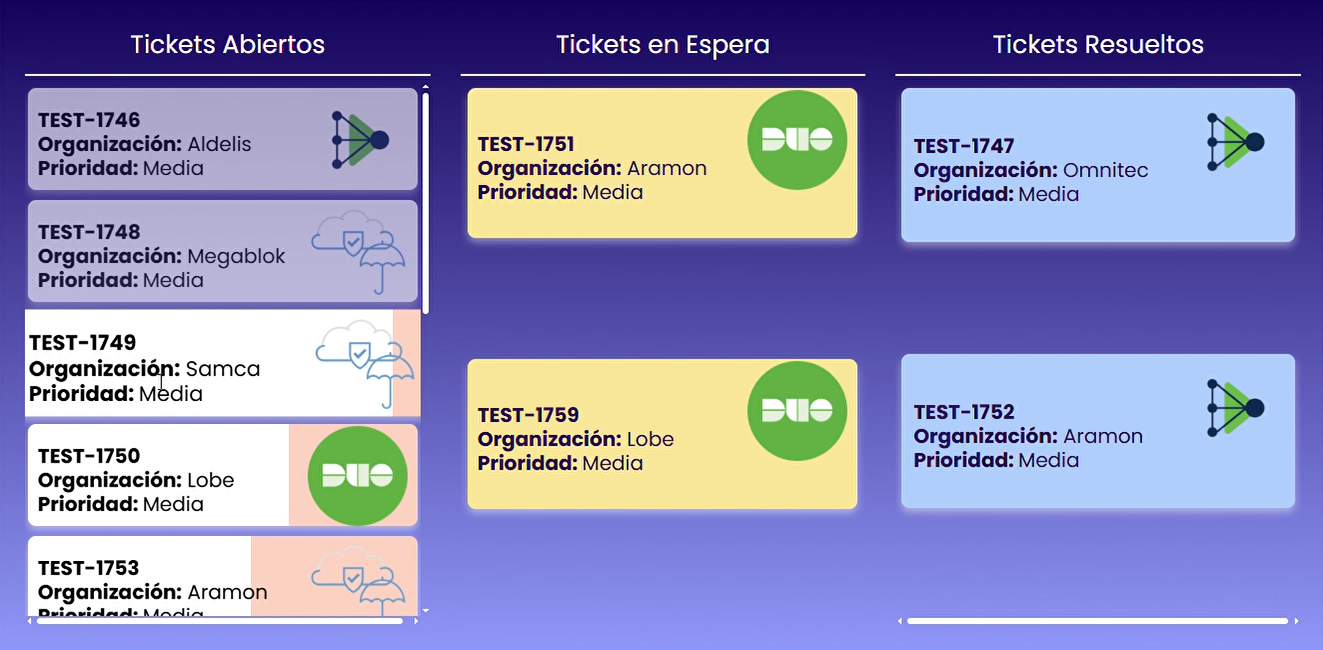 Tickets Abiertos
TEST-1746
Organización: Aldelis
Prioridad: Media
TEST-1748
Organización: Megablok
Prioridad: Media
TEST-1749
Organización: Samca
Prioridad: Media
TEST-1750
Organización: Lobe
Prioridad: Media
DUO
TEST-1753
Organización: Aramon
Prioridad: Media
Tickets en Espera
TEST-1751
Organización: Aramon
Prioridad: Media
DUO
TEST-1759
Organización: Lobe
Prioridad: Media
DUO
Tickets Resueltos
TEST-1747
Organización: Omnitec
Prioridad: Media
TEST-1752
Organización: Aramon
Prioridad: Media